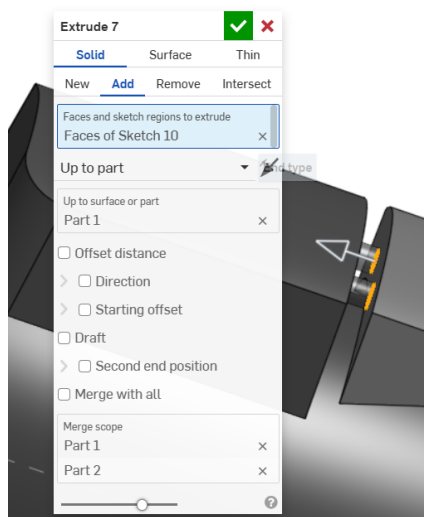 Extrude 7
Solid Surface Thin
New Add Remove Intersect
Faces and sketch regions to extrude
Faces of Sketch 10
Up to part
End type
Up to surface or part
Part 1
Offset distance
Direction
Starting offset
Draft
Second end position
Merge with all
Merge scope
Part 1
Part 2